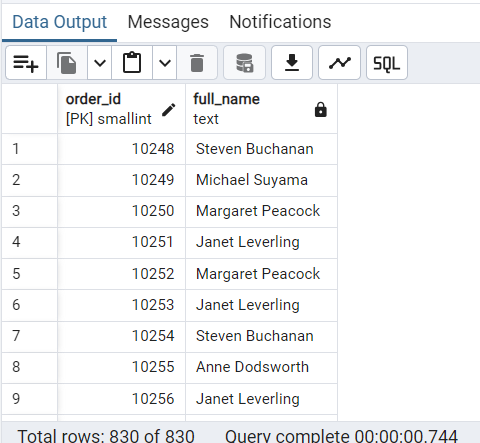 Data Output Messages Notifications
SQL
order_id full_name
[PK] smallint text
1 10248 Steven Buchanan
2 10249 Michael Suyama
3 10250 Margaret Peacock
4 10251 Janet Leverling
5 10252 Margaret Peacock
6 10253 Janet Leverling
7 10254 Steven Buchanan
8 10255 Anne Dodsworth
9 10256 Janet Leverling
Total rows: 830 of 830 Query complete 00:00:00.744